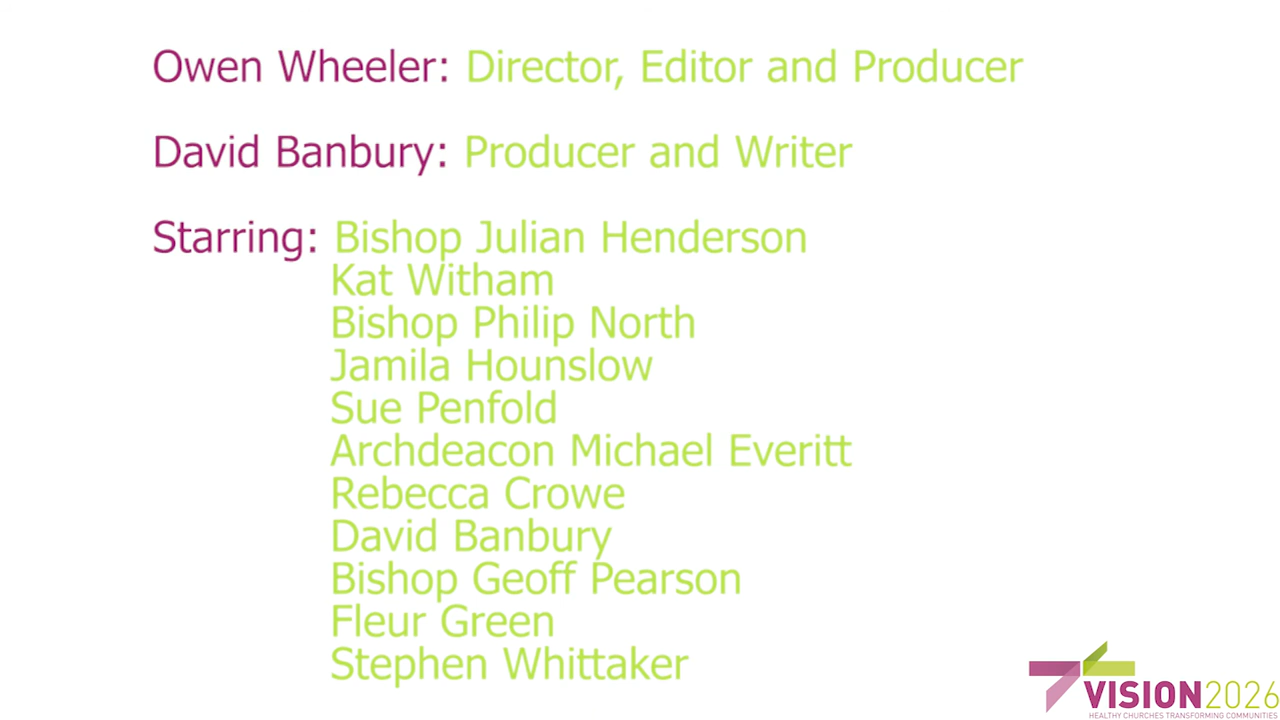 Owen Wheeler: Director, Editor and Producer
David Banbury: Producer and Writer
Starring: Bishop Julian Henderson
Kat Witham
Bishop Philip North
Jamila Hounslow
Sue Penfold
Archdeacon Michael Everitt
Rebecca Crowe
David Banbury
Bishop Geoff Pearson
Fleur Green
Stephen Whittaker
VISION2026
HEALTHY CHURCHES TRANSFORMING COMMUNITIES